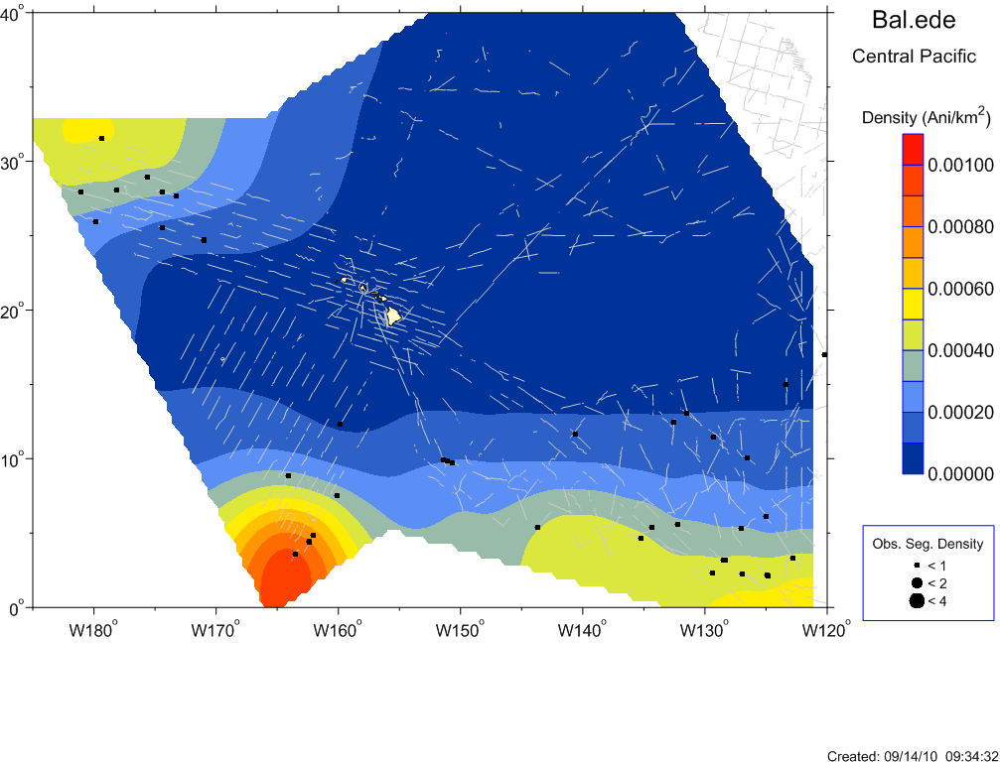 Bal.ede
Central Pacific
Density (Ani/km²)
0.00100
0.00080
0.00060
0.00040
0.00020
0.00000
Obs. Seg. Density
< 1
< 2
< 4
40°
30°
20°
10°
0°
W180° W170° W160° W150° W140° W130° W120°
Created: 09/14/10 09:34:32